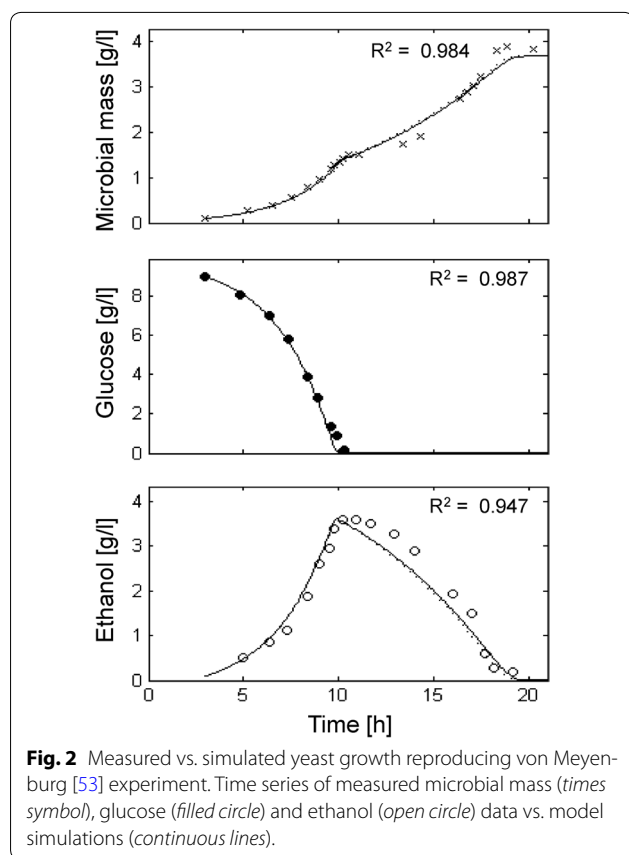 Microbial mass [g/l]
4
3
2
1
0
R² = 0.984
Glucose [g/l]
8
6
4
2
0
R² = 0.987
Ethanol [g/l]
4
3
2
1
0
R² = 0.947
0 5 10 15 20
Time [h]
Fig. 2 Measured vs. simulated yeast growth reproducing von Meyen-
burg [53] experiment. Time series of measured microbial mass (times
symbol), glucose (filled circle) and ethanol (open circle) data vs. model
simulations (continuous lines).